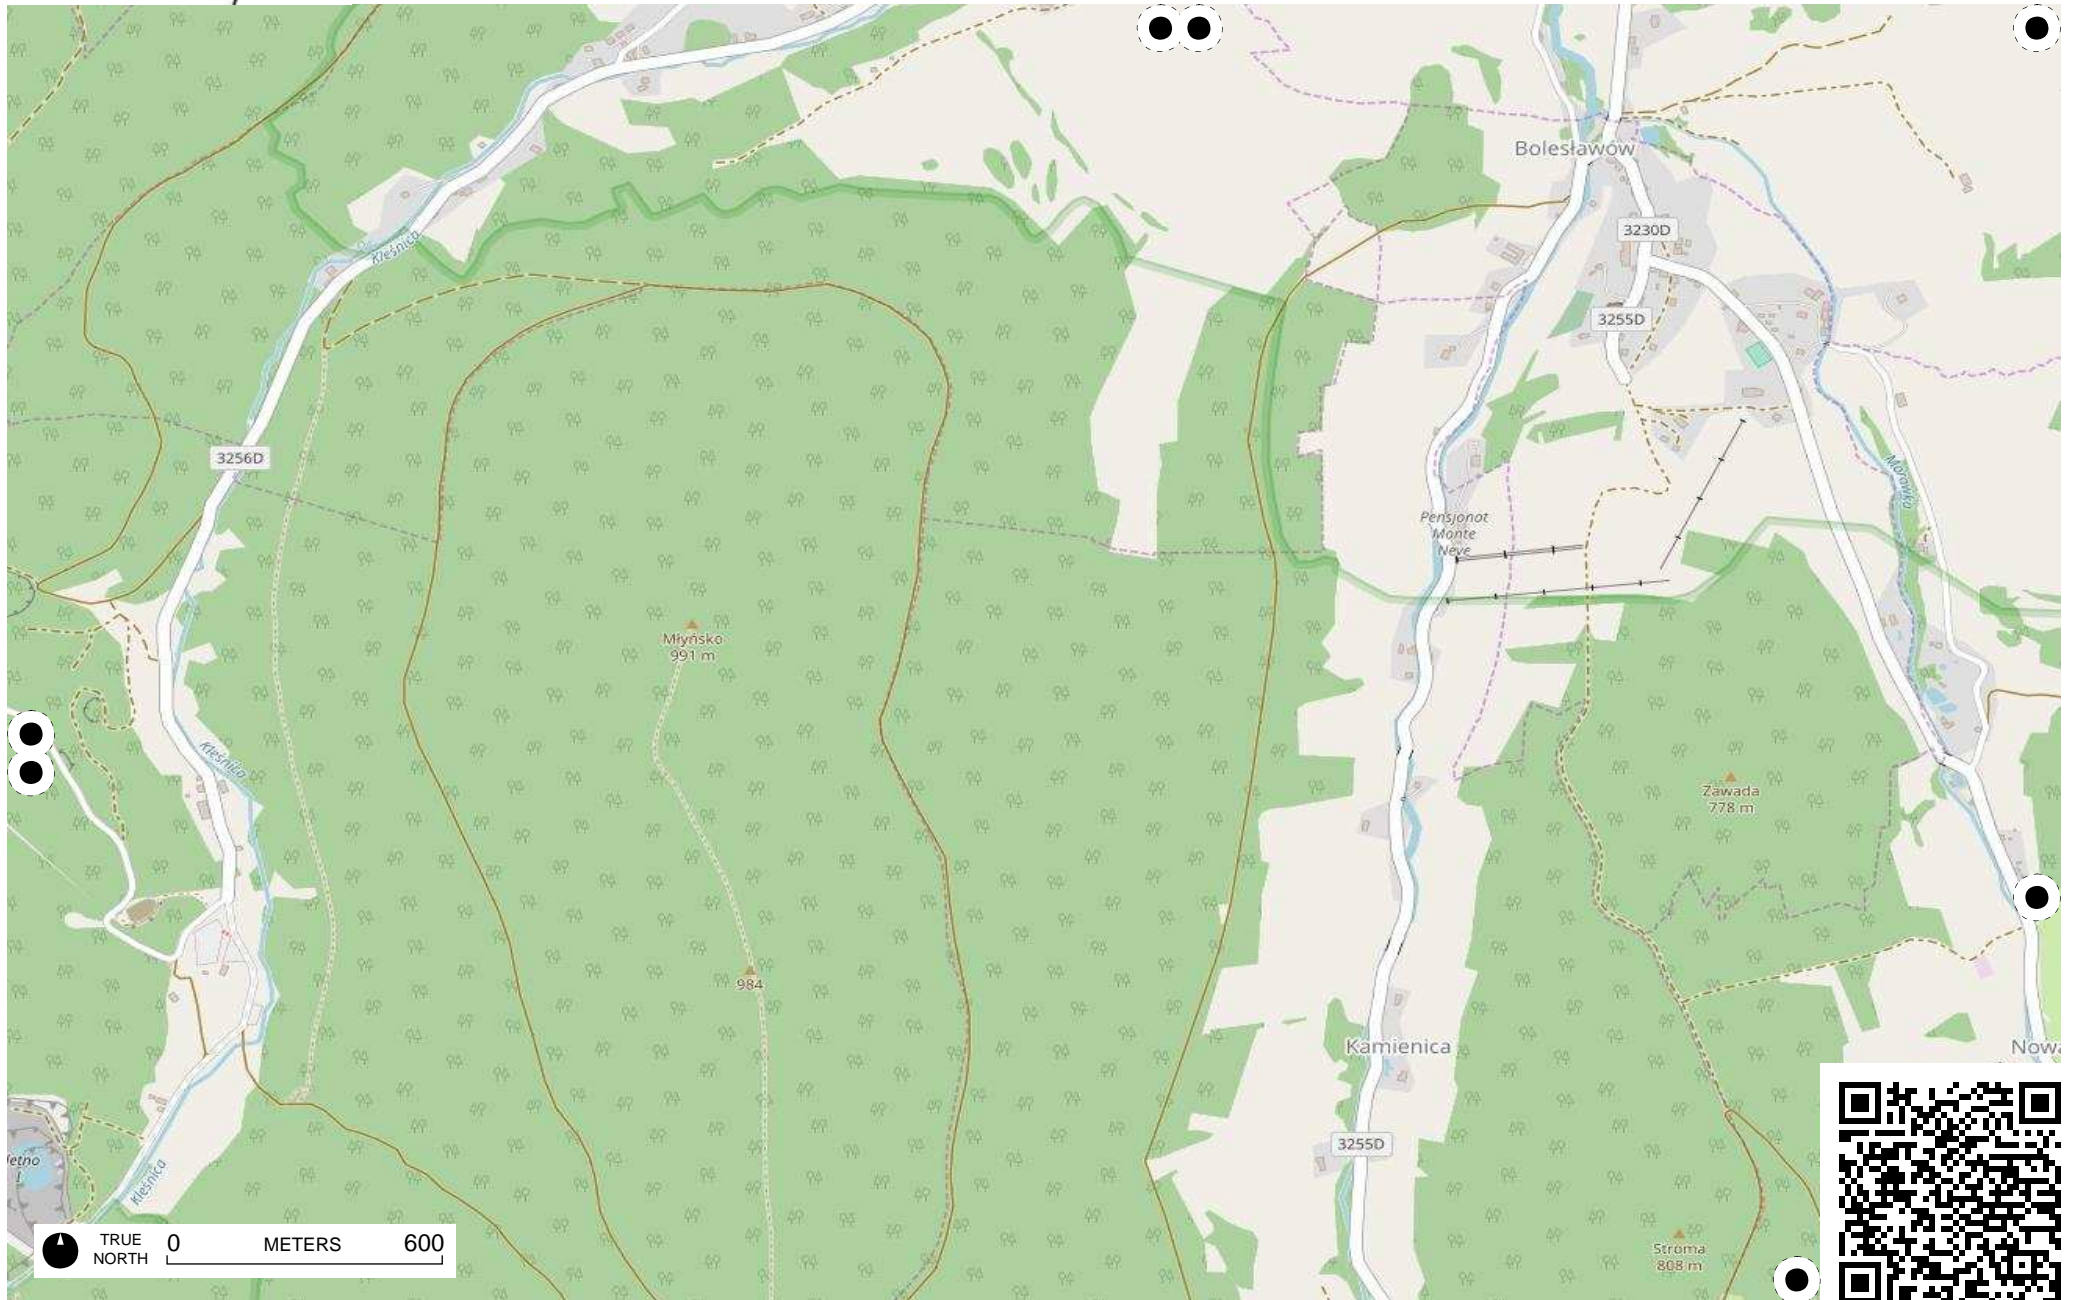 Bolesławów
3230D
Kleśnica
3255D
3256D
Morawka
Pensjonat
Monte
Neve
Młyńsko
991 m
Kleśnica
Zawada
778 m
984
Kamienica
Nowa
3255D
letno
I
Kleśnica
TRUE
NORTH
0 METERS 600
Stroma
808 m